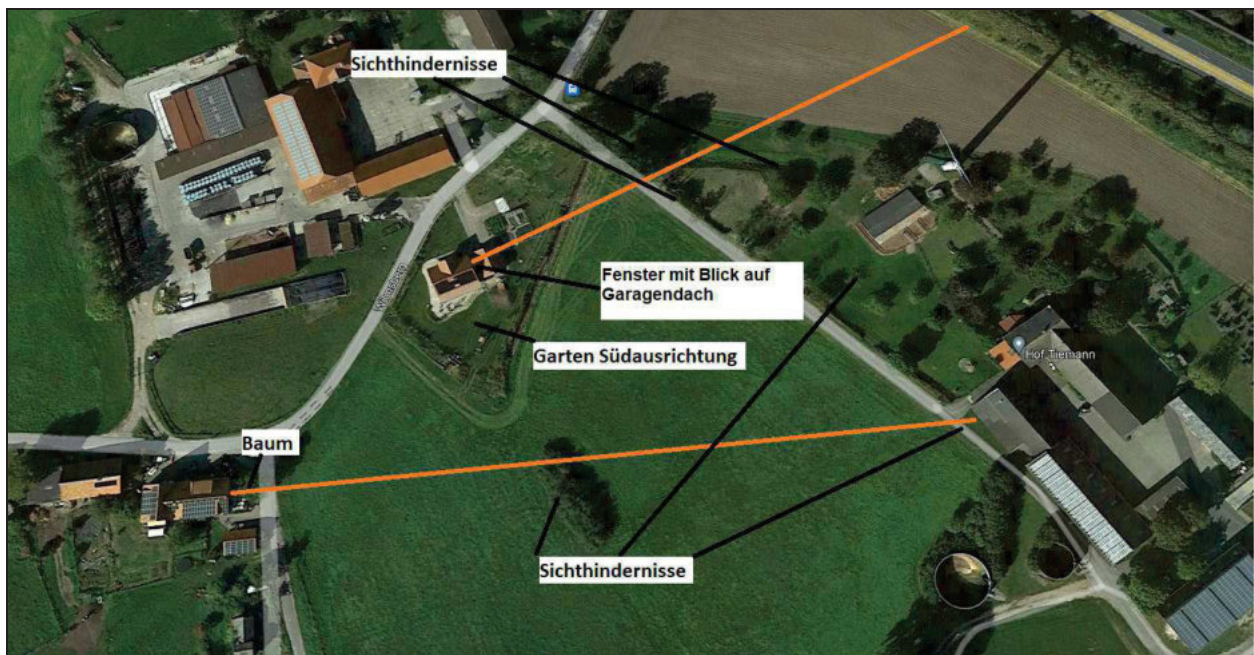 Sichthindernisse
Fenster mit Blick auf
Garagendach
Garten Südausrichtung
Hof Tiemann
Baum
Sichthindernisse